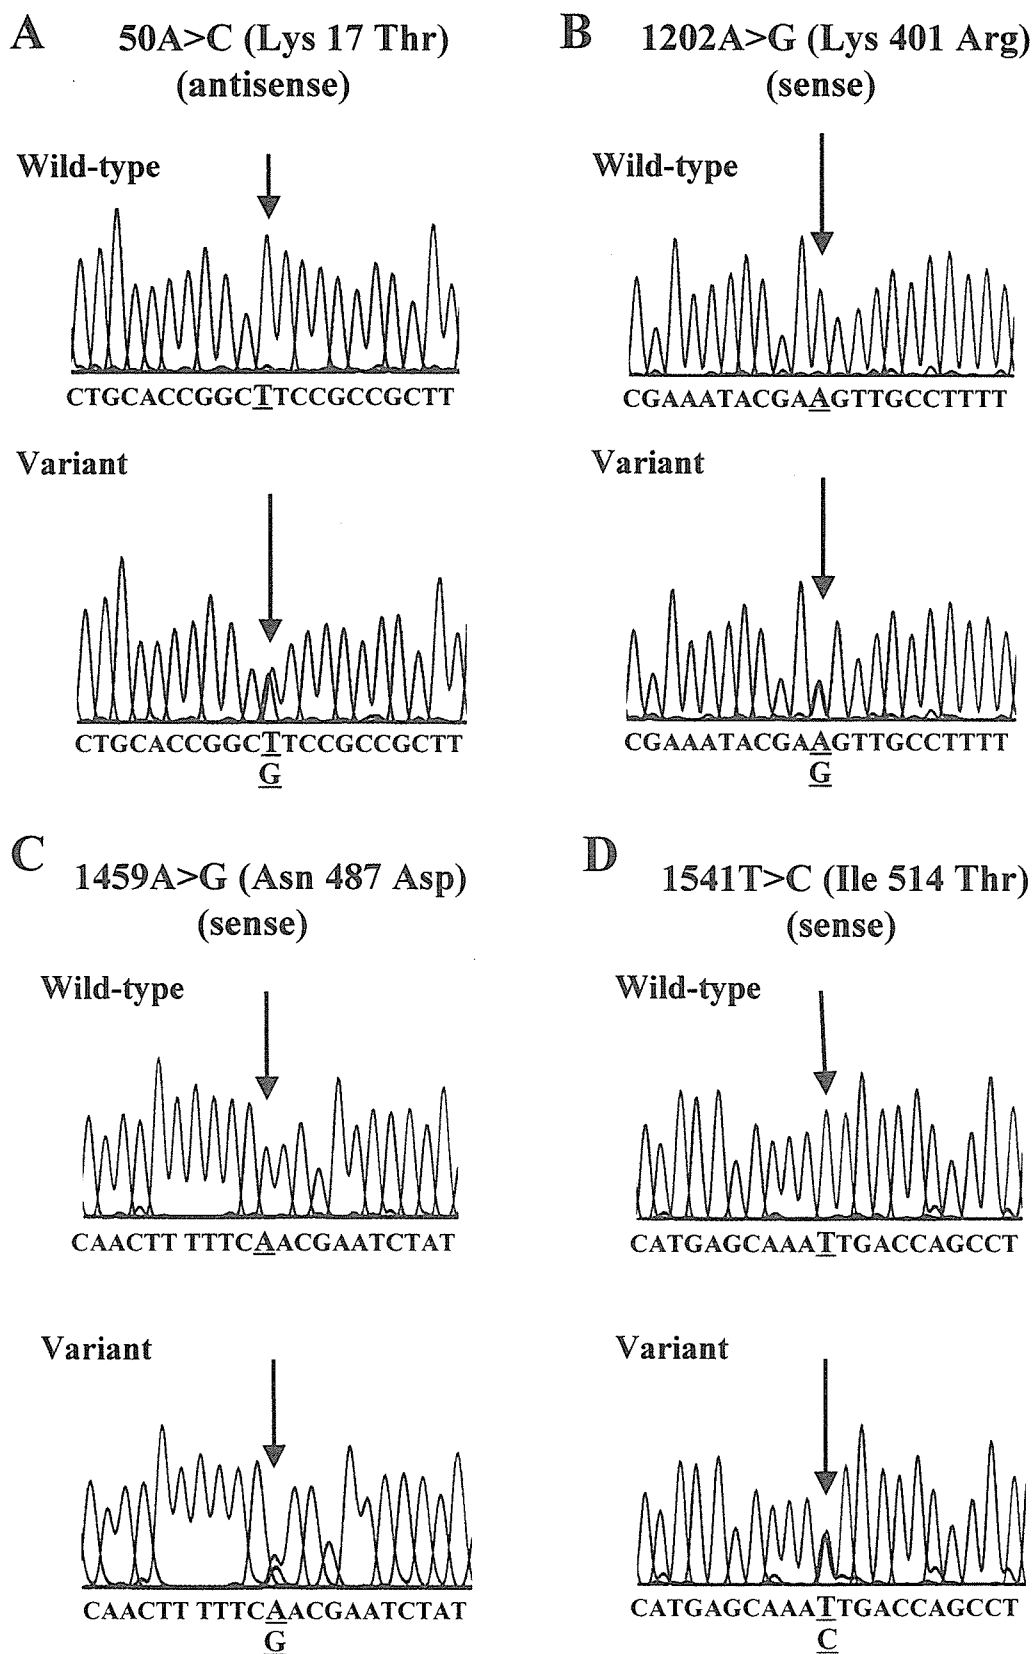 A 50A>C (Lys 17 Thr)
(antisense)
Wild-type
CTGCACCGGCTTCCGCCGCTT
Variant
CTGCACCGGCTTCCGCCGCTT
G
B 1202A>G (Lys 401 Arg)
(sense)
Wild-type
CGAAATACGAAAGTTGCCTTTT
Variant
CGAAATACGAAAGTTGCCTTTT
G
C 1459A>G (Asn 487 Asp)
(sense)
Wild-type
CAACTT TTTCAACGAATCTAT
Variant
CAACTT TTTCAACGAATCTAT
G
D 1541T>C (Ile 514 Thr)
(sense)
Wild-type
CATGAGCAAATTGACCAGCCT
Variant
CATGAGCAAATTGACCAGCCT
C